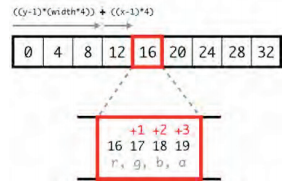 ((y-1)*(width*4)) + ((x-1)*4)
0 4 8 12 16 20 24 28 32
+1 +2 +3
16 17 18 19
r, g, b, a